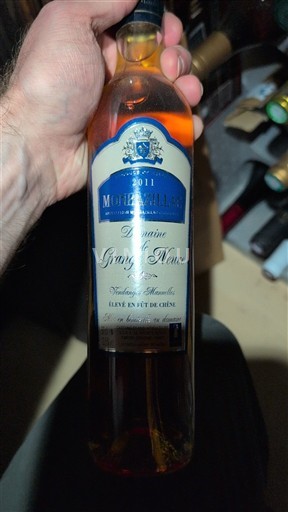 2011
MONBAZILLAC
Domaine
de
Grange Neuve
Vendanges Manuelles
ÉLEVÉ EN FÛT DE CHÊNE